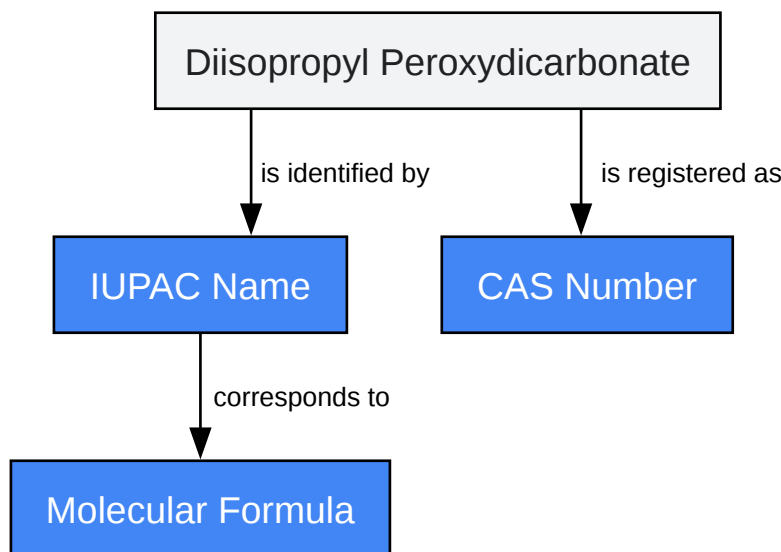 Diisopropyl Peroxydicarbonate
is identified by
is registered as
IUPAC Name
CAS Number
corresponds to
Molecular Formula